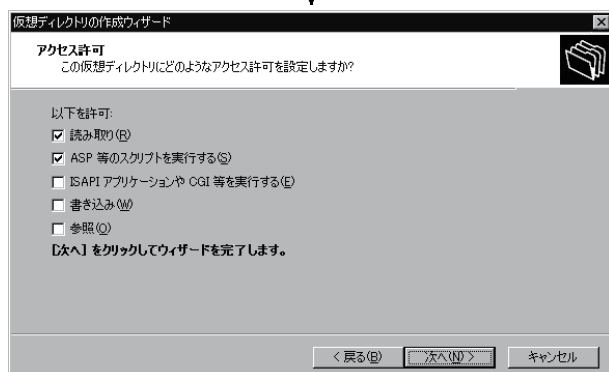 仮想ディレクトリの作成ウィザード
アクセス許可
この仮想ディレクトリにどのようなアクセス許可を設定しますか?
以下を許可:
読み取り(R)
ASP 等のスクリプトを実行する(S)
ISAPI アプリケーションや CGI 等を実行する(E)
書き込み(W)
参照(O)
[次へ] をクリックしてウィザードを完了します。
< 戻る(B) 次へ(N) > キャンセル